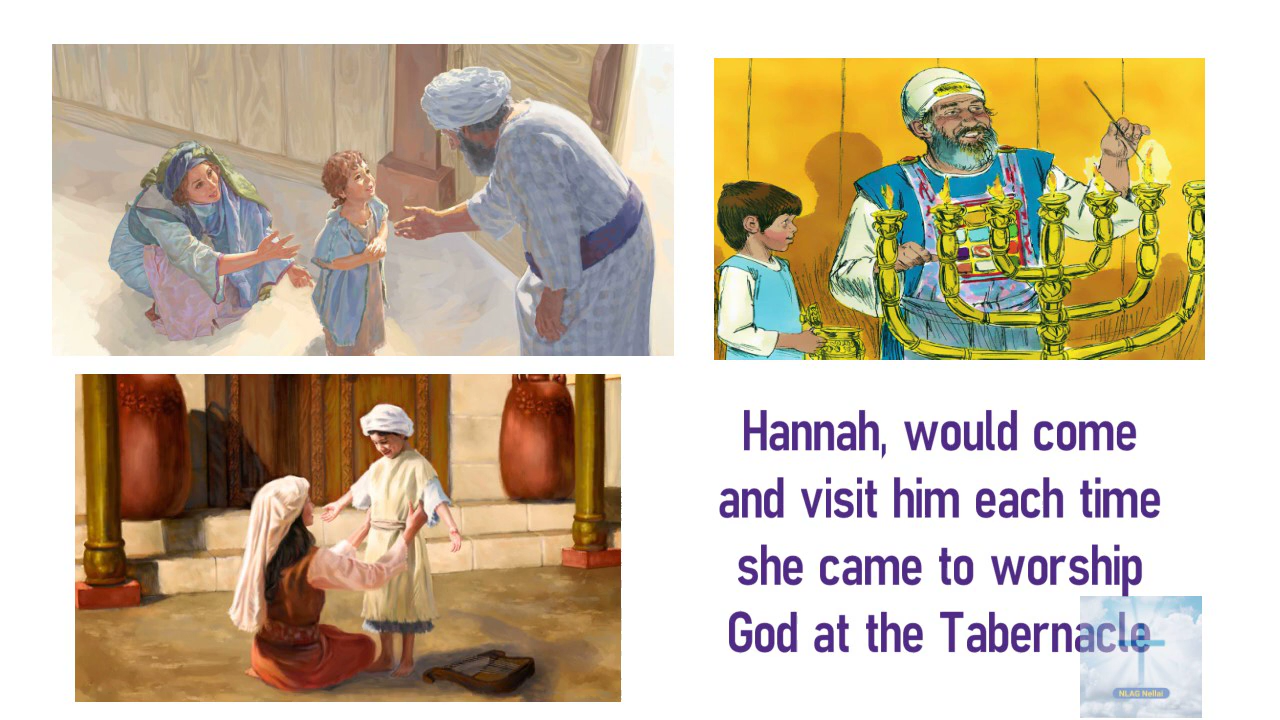 Hannah, would come
and visit him each time
she came to worship
God at the Tabernacle
NLAG Nellai